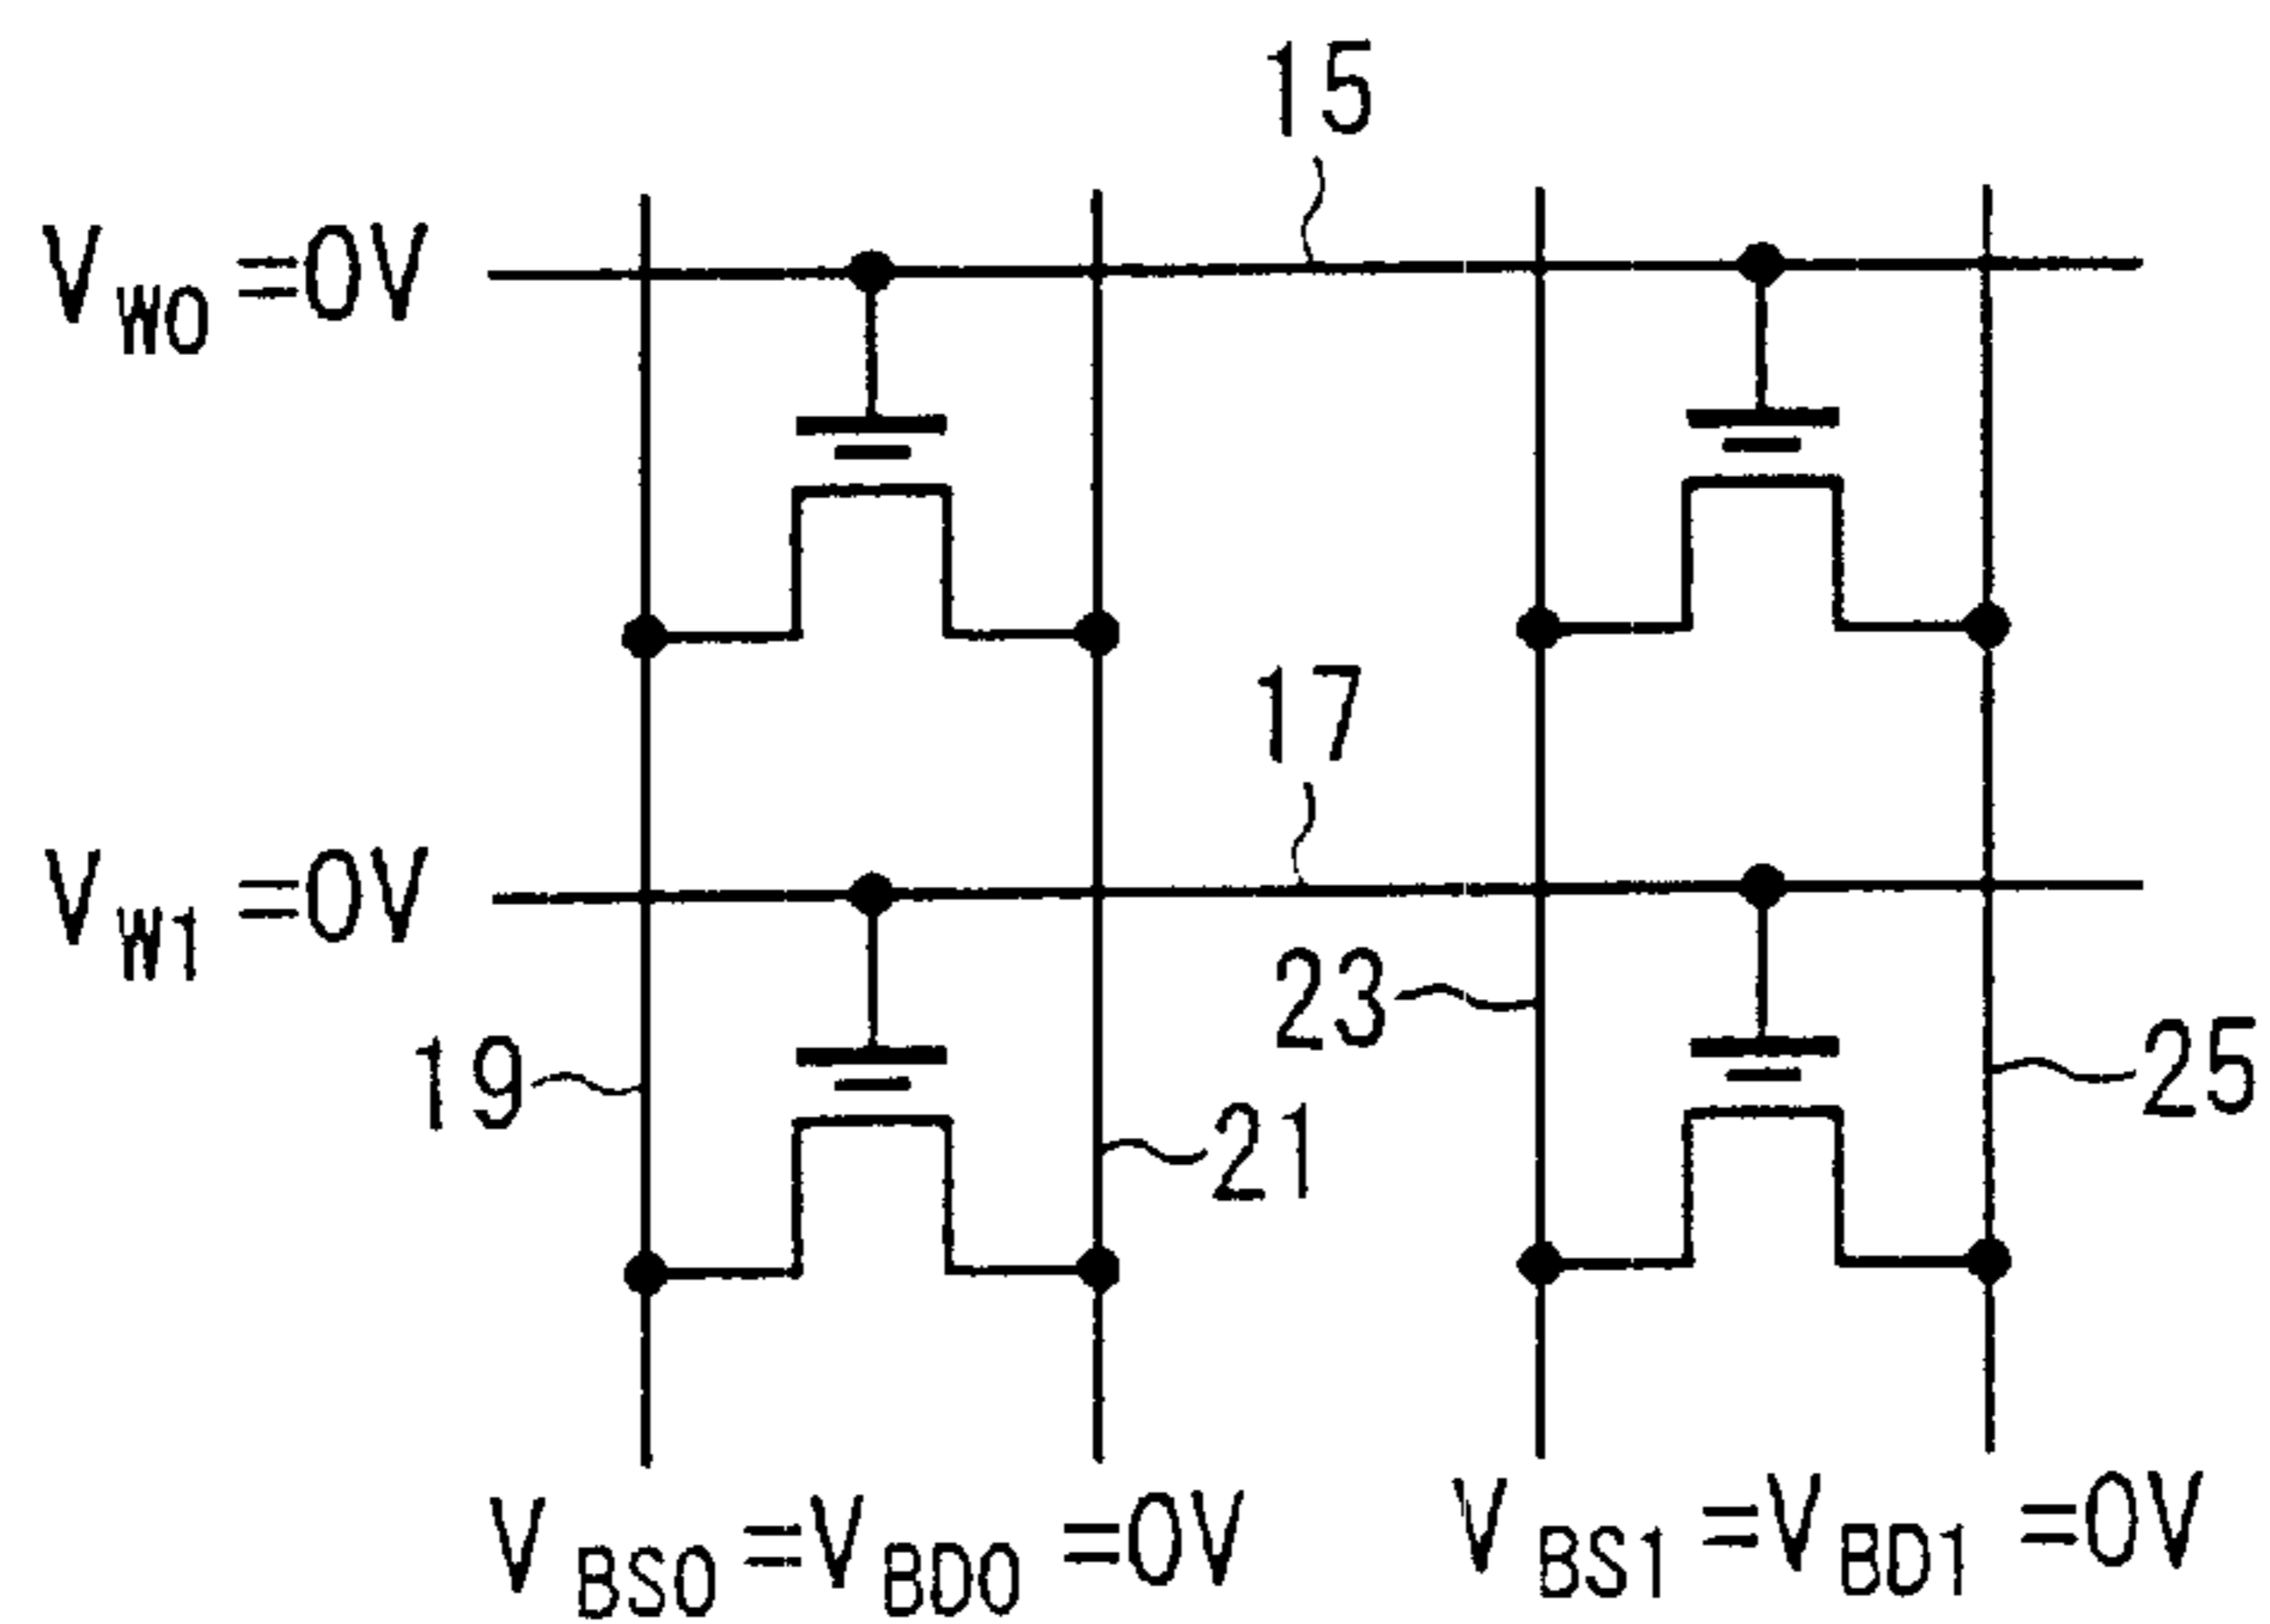 15
V_W0 =0V
17
V_W1 =0V
23
19
25
21
V_BS0 =V_BD0 =0V
V_BS1 =V_BD1 =0V